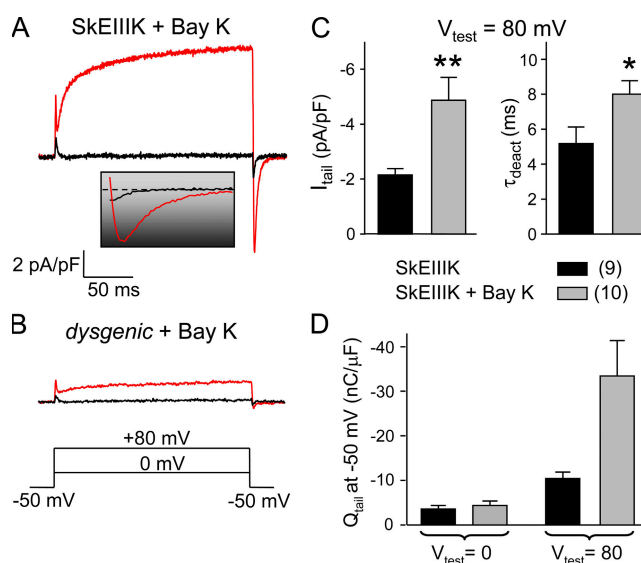 A
SkEIIIK + Bay K
2 pA/pF
50 ms
B
dysgenic + Bay K
+80 mV
0 mV
-50 mV
-50 mV
C
Vtest = 80 mV
Itail (pA/pF)
-6
-4
-2
0
**
τdeact (ms)
10
8
6
4
2
0
*
SkEIIIK (9)
SkEIIIK + Bay K (10)
D
Qtail at -50 mV (nC/μF)
-40
-30
-20
-10
0
Vtest= 0
Vtest= 80